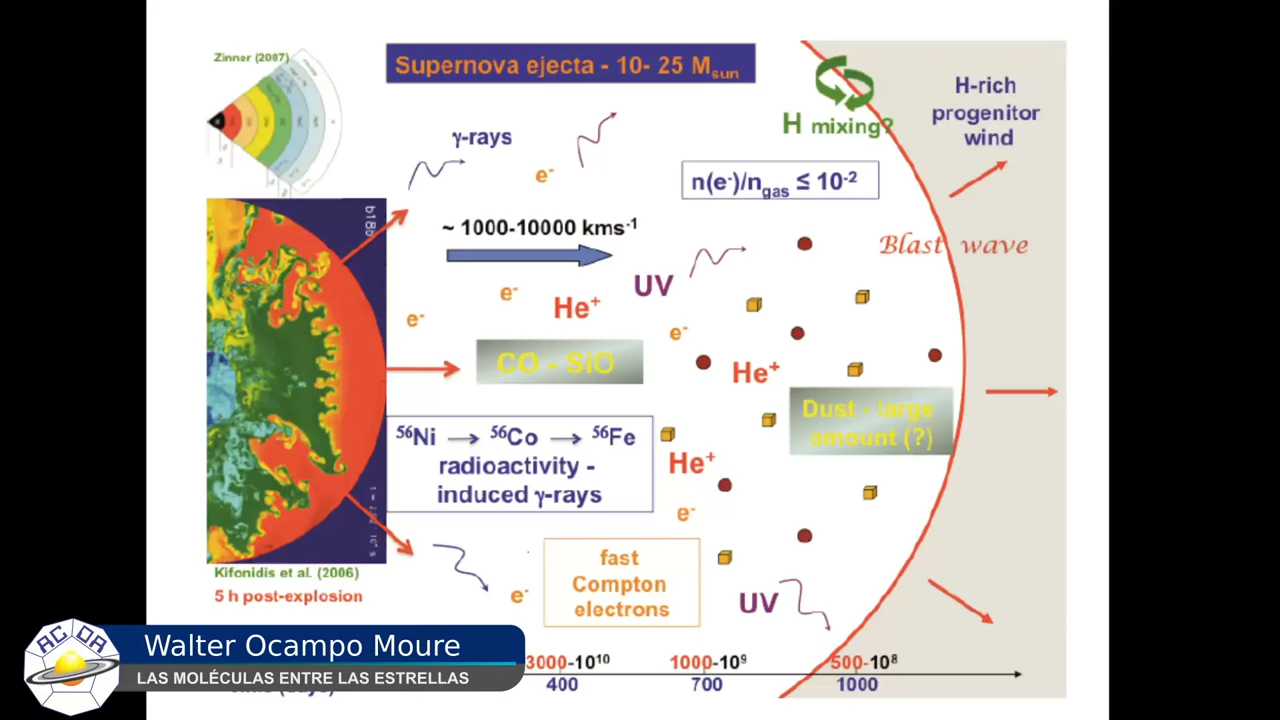 Zinner (2007)
Supernova ejecta - 10- 25 Msun
H mixing?
H-rich
progenitor
wind
γ-rays
e-
n(e-)/ngas ≤ 10-2
b18b
~ 1000-10000 kms-1
Blast wave
UV
e-
He+
e-
e-
CO - SiO
He+
Dust - large
amount (?)
56Ni → 56Co → 56Fe
radioactivity -
induced γ-rays
He+
e-
fast
Compton
electrons
Kifonidis et al. (2006)
5 h post-explosion
e-
UV
ACDA
Walter Ocampo Moure
LAS MOLÉCULAS ENTRE LAS ESTRELLAS
3000-1010
1000-109
500-108
400
700
1000